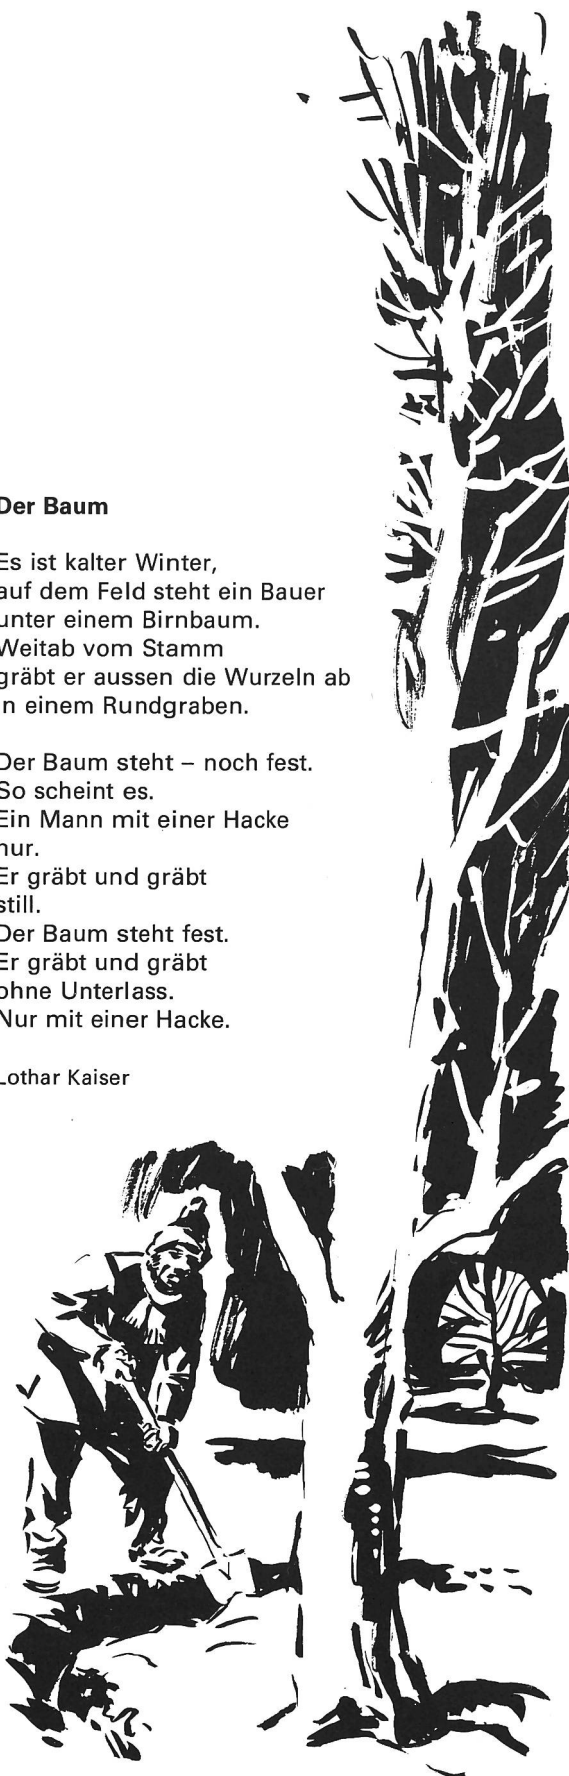 Der Baum
Es ist kalter Winter,
auf dem Feld steht ein Bauer
unter einem Birnbaum.
Weitab vom Stamm
gräbt er aussen die Wurzeln ab
in einem Rundgraben.
Der Baum steht – noch fest.
So scheint es.
Ein Mann mit einer Hacke
nur.
Er gräbt und gräbt
still.
Der Baum steht fest.
Er gräbt und gräbt
ohne Unterlass.
Nur mit einer Hacke.
Lothar Kaiser